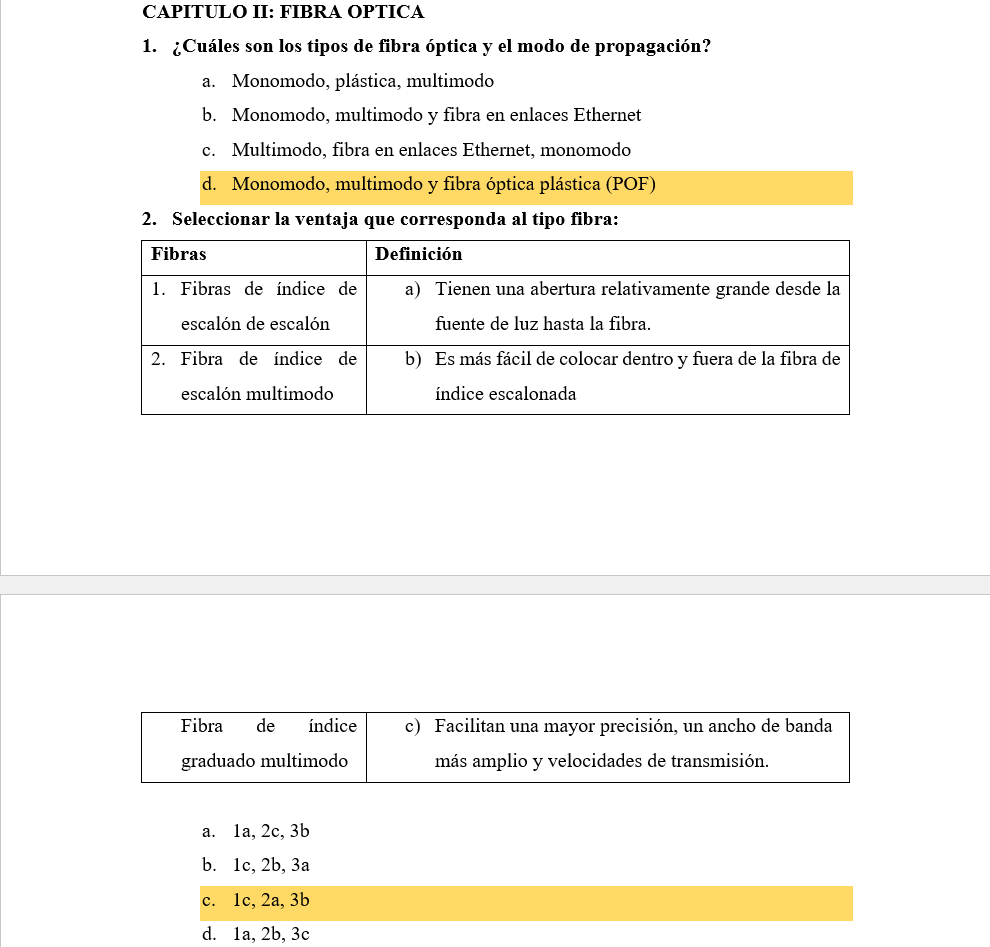 CAPITULO II: FIBRA OPTICA
1. ¿Cuáles son los tipos de fibra óptica y el modo de propagación?
a. Monomodo, plástica, multimodo
b. Monomodo, multimodo y fibra en enlaces Ethernet
c. Multimodo, fibra en enlaces Ethernet, monomodo
d. Monomodo, multimodo y fibra óptica plástica (POF)
2. Seleccionar la ventaja que corresponda al tipo fibra:
Fibras
Definición
1. Fibras de índice de
escalón de escalón
a) Tienen una abertura relativamente grande desde la
fuente de luz hasta la fibra.
2. Fibra de índice de
escalón multimodo
b) Es más fácil de colocar dentro y fuera de la fibra de
índice escalonada
Fibra de índice
graduado multimodo
c) Facilitan una mayor precisión, un ancho de banda
más amplio y velocidades de transmisión.
a. 1a, 2c, 3b
b. 1c, 2b, 3a
c. 1c, 2a, 3b
d. 1a, 2b, 3c